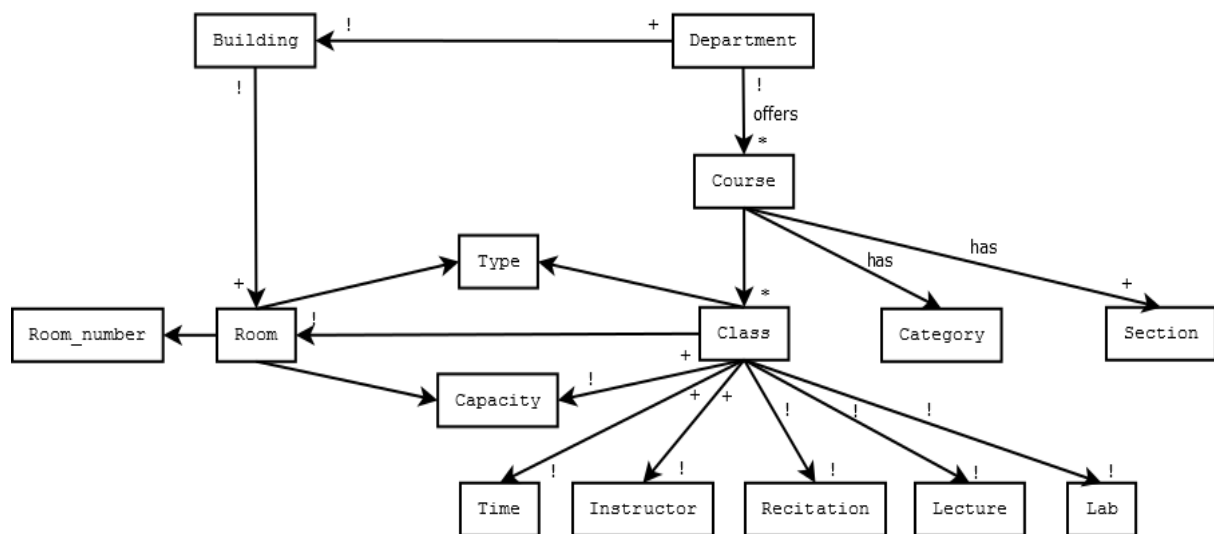 ! +
Building Department
! !
offers
*
Course
has
has
Type
+ * +
Room_number Room ! Class Category Section
+
! 
Capacity
+ + ! ! !
! ! ! ! !
Time Instructor Recitation Lecture Lab